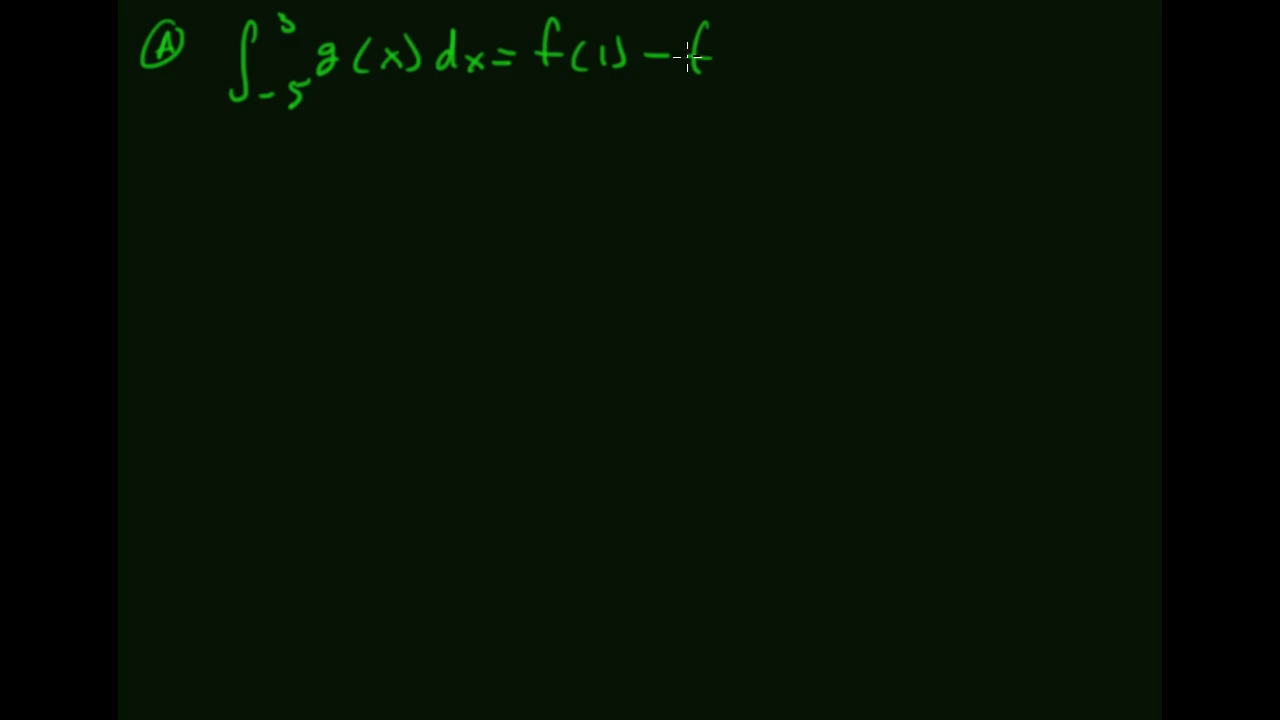 Ⓐ ∫_{-5}^{3} g(x) dx = f(1) - f